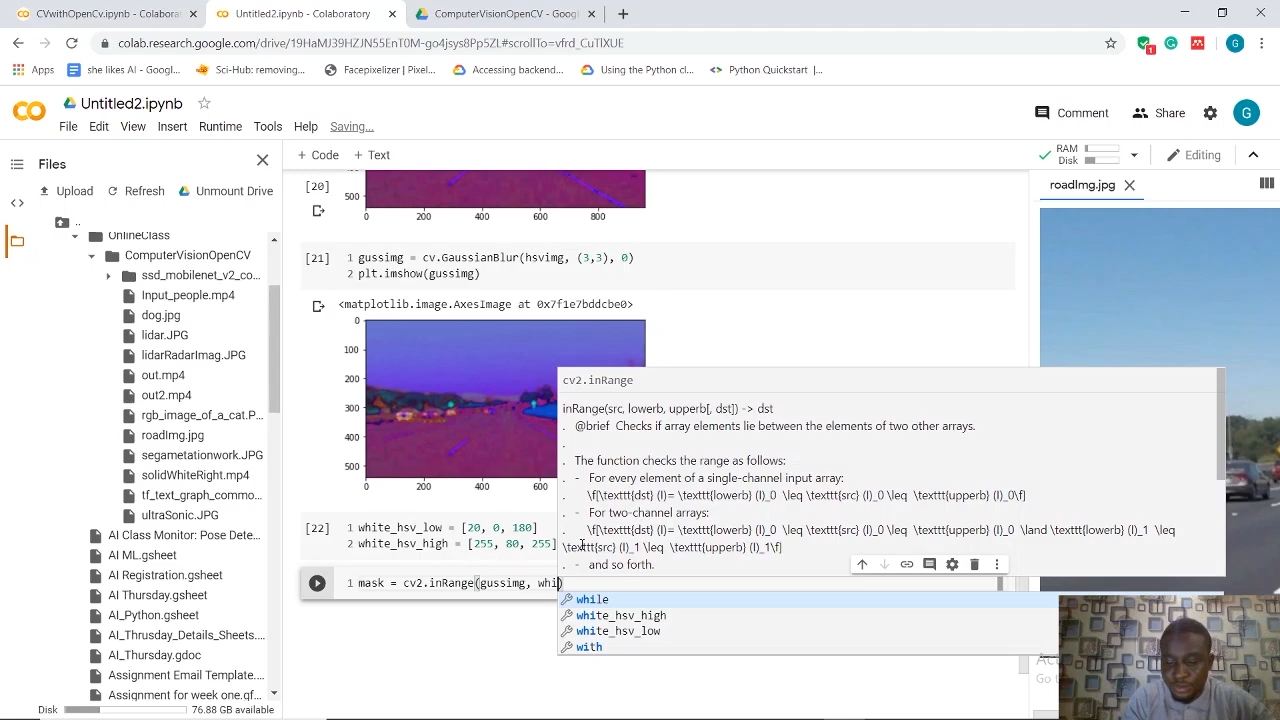 CVwithOpenCv.ipynb - Colaborat
Untitled2.ipynb - Colaboratory
ComputerVisionOpenCV - Goog
colab.research.google.com/drive/19HaMJ39HZJN55EnT0M-go4jsys8Pp5ZL#scrollTo=vfrd_CuTlXUE
Apps
she likes AI - Googl...
Sci-Hub: removing...
Facepixelizer | Pixel...
Accessing backend...
Using the Python cl...
Python Quickstart |...
Untitled2.ipynb
G
File Edit View Insert Runtime Tools Help Saving...
Comment Share G
+ Code + Text
RAM
Disk
Editing
Files
Upload Refresh Unmount Drive
..
OnlineClass
ComputerVisionOpenCV
ssd_mobilenet_v2_co...
Input_people.mp4
dog.jpg
lidar.JPG
lidarRadarImag.JPG
out.mp4
out2.mp4
rgb_image_of_a_cat.P...
roadImg.jpg
segametationwork.JPG
solidWhiteRight.mp4
tf_text_graph_commo...
ultraSonic.JPG
AI Class Monitor: Pose Dete...
AI ML.gsheet
AI Registration.gsheet
AI Thursday.gsheet
AI_Python.gsheet
AI_Thrusday_Details_Sheets....
AI_Thursday.gdoc
Assignment Email Template....
Assignment for week one.gf...
Disk 76.88 GB available
[20]
500
0 200 400 600 800
[21]
1 gussimg = cv.GaussianBlur(hsvimg, (3,3), 0)
2 plt.imshow(gussimg)
<matplotlib.image.AxesImage at 0x7f1e7bddcbe0>
0
100
200
300
400
500
0 200 400 600
[22]
1 white_hsv_low = [20, 0, 180]
2 white_hsv_high = [255, 80, 255]
1 mask = cv2.inRange(gussimg, whi)
cv2.inRange
inRange(src, lowerb, upperb[, dst]) -> dst
. @brief Checks if array elements lie between the elements of two other arrays.
.
. The function checks the range as follows:
. - For every element of a single-channel input array:
. \f[\texttt{dst} (I)= \texttt{lowerb} (I)_0 \leq \texttt{src} (I)_0 \leq \texttt{upperb} (I)_0\f]
. - For two-channel arrays:
. \f[\texttt{dst} (I)= \texttt{lowerb} (I)_0 \leq \texttt{src} (I)_0 \leq \texttt{upperb} (I)_0 \land \texttt{lowerb} (I)_1 \leq
\texttt{src} (I)_1 \leq \texttt{upperb} (I)_1\f]
. - and so forth.
while
white_hsv_high
white_hsv_low
with
roadImg.jpg
Go to